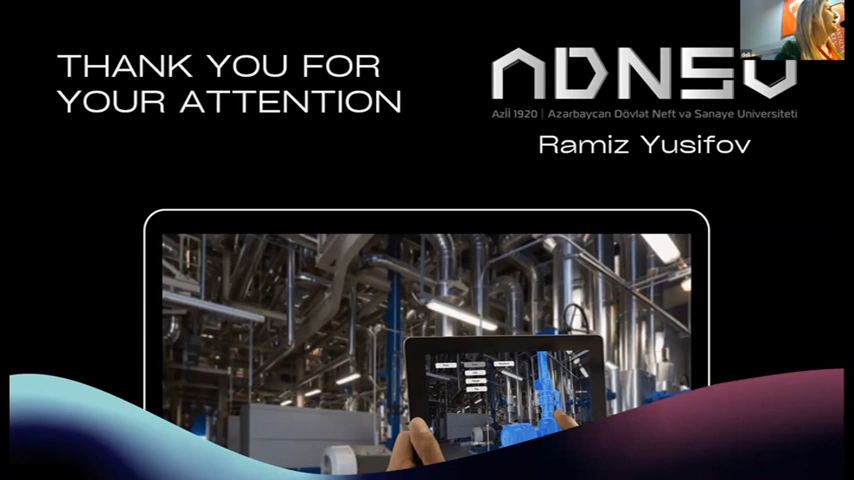 THANK YOU FOR
YOUR ATTENTION
ADNSU
Azİİ 1920 | Azərbaycan Dövlət Neft və Sənaye Universiteti
Ramiz Yusifov